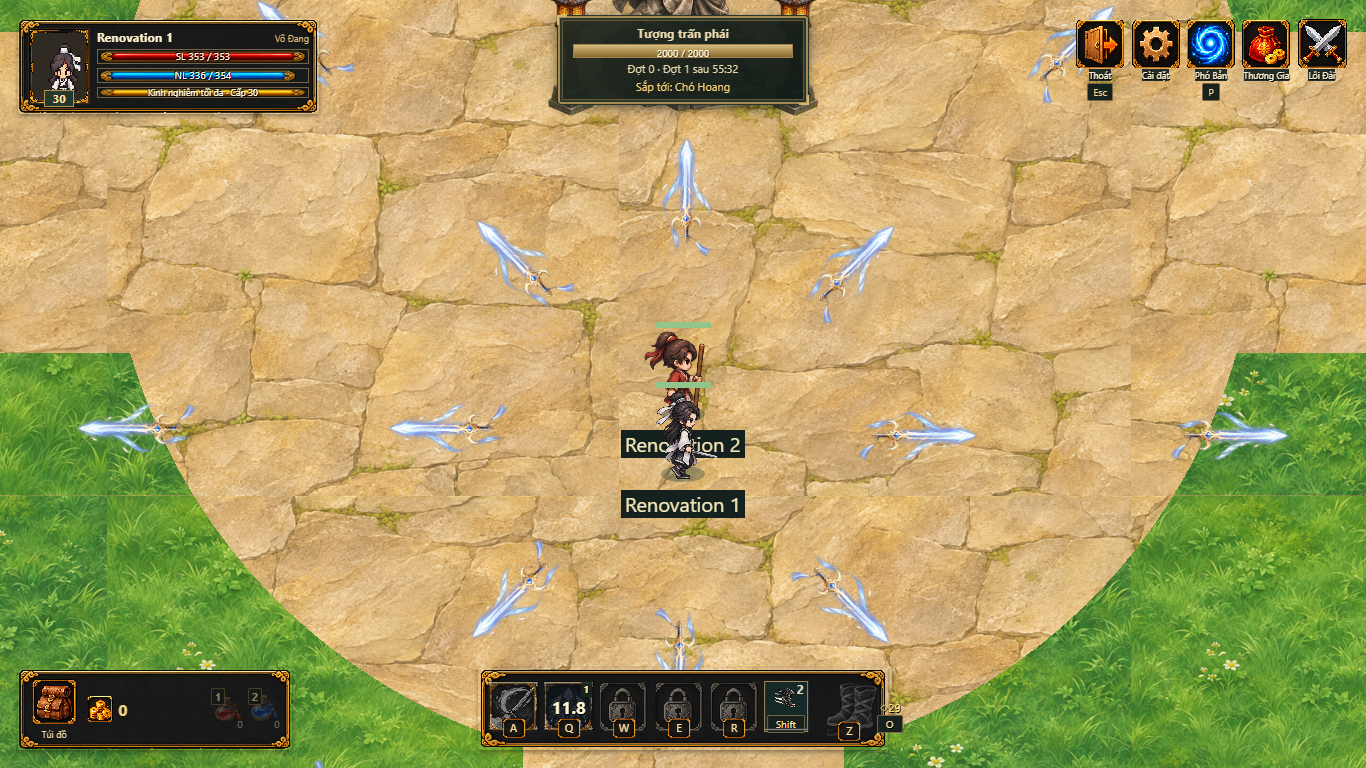 Renovation 1
Võ Đang
SL 353 / 353
NL 336 / 354
Kinh nghiệm tối đa - Cấp 30
30
Tượng trấn phái
2000 / 2000
Đợt 0 · Đợt 1 sau 55:32
Sắp tới: Chó Hoang
Thoát
Esc
Cài đặt
Phó Bản
P
Thương Gia
Lôi Đài
Renovation 2
Renovation 1
Túi đồ
0
1
0
2
0
A
1
11.8
Q
W
E
R
2
Shift
Z
29
O